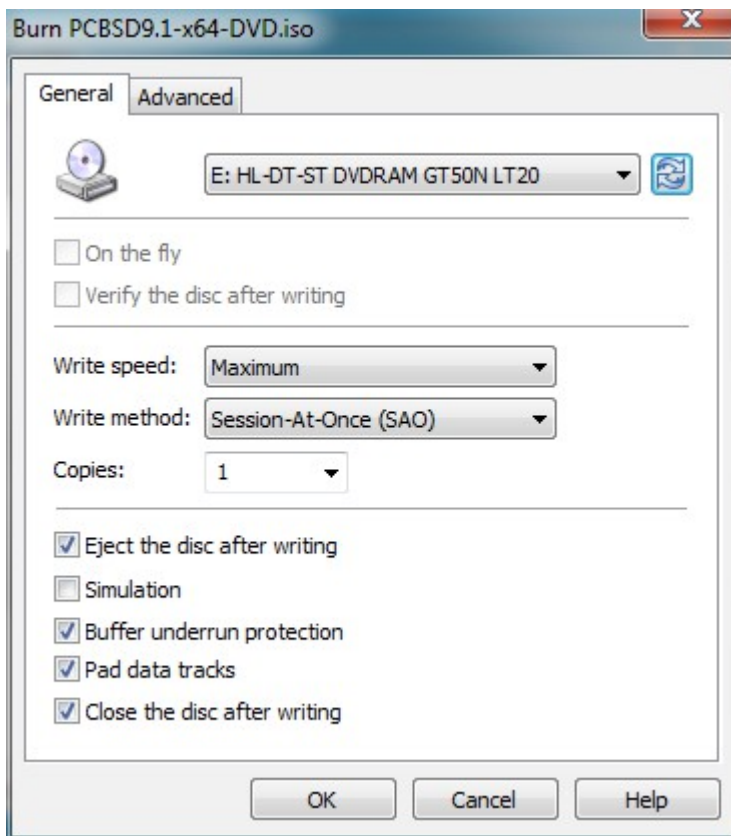 Burn PCBSD9.1-x64-DVD.iso
General Advanced
E: HL-DT-ST DVDRAM GT50N LT20
On the fly
Verify the disc after writing
Write speed: Maximum
Write method: Session-At-Once (SAO)
Copies: 1
Eject the disc after writing
Simulation
Buffer underrun protection
Pad data tracks
Close the disc after writing
OK Cancel Help